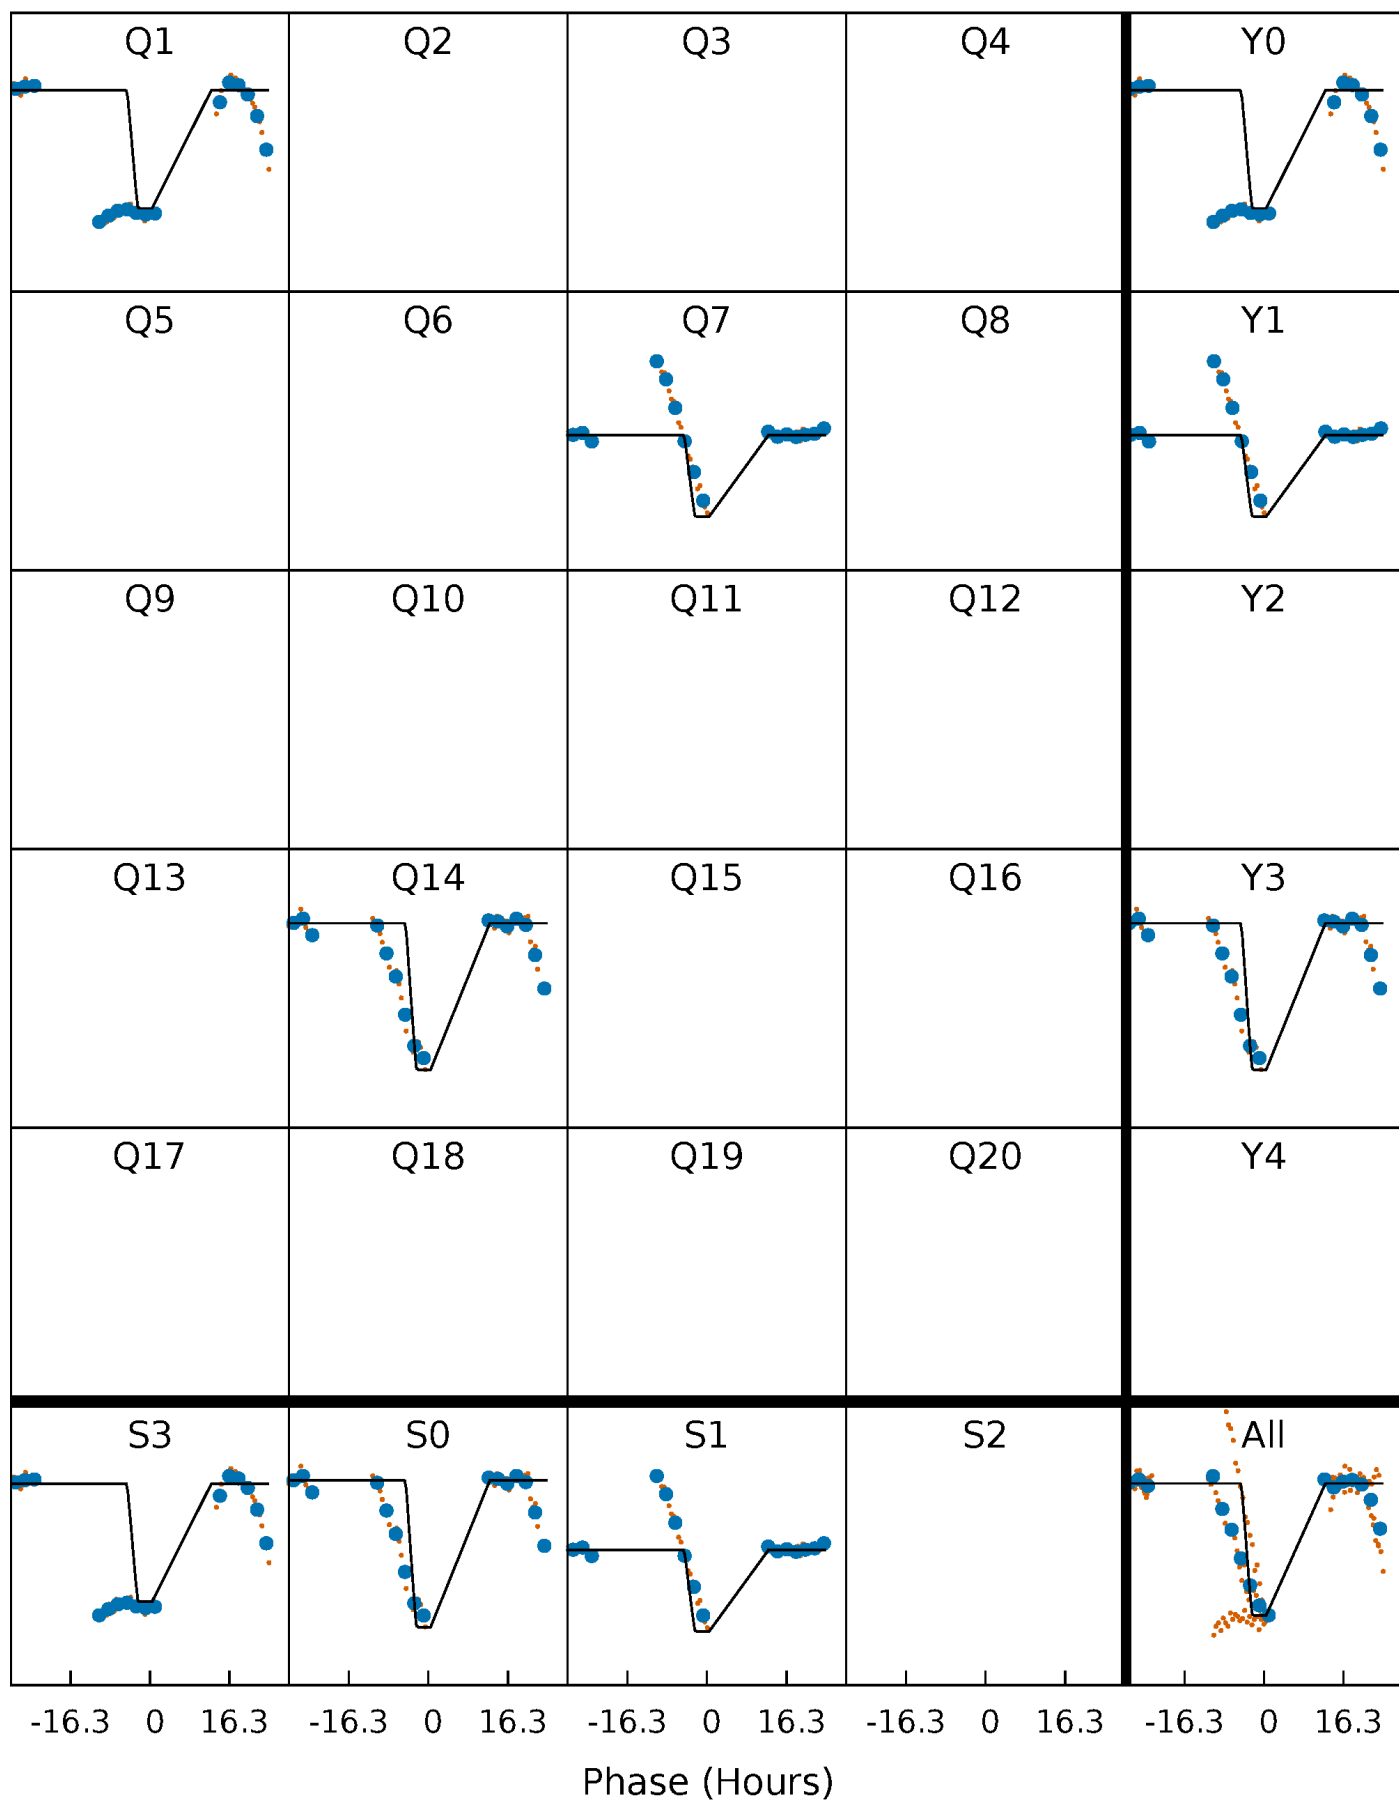 Q1 Q2 Q3 Q4 Y0
Q5 Q6 Q7 Q8 Y1
Q9 Q10 Q11 Q12 Y2
Q13 Q14 Q15 Q16 Y3
Q17 Q18 Q19 Q20 Y4
S3 S0 S1 S2 All
-16.3 0 16.3 -16.3 0 16.3 -16.3 0 16.3 -16.3 0 16.3 -16.3 0 16.3
Phase (Hours)